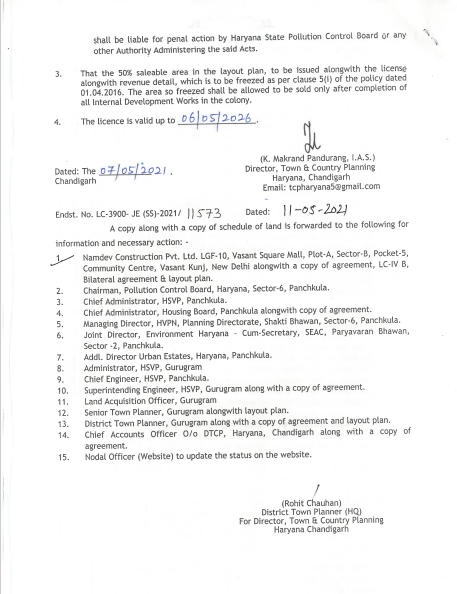 shall be liable for penal action by Haryana State Pollution Control Board or any
other Authority Administering the said Acts.
3. That the 50% saleable area in the layout plan, to be issued alongwith the license
alongwith revenue detail, which is to be freezed as per clause 5(i) of the policy dated
01.04.2016. The area so freezed shall be allowed to be sold only after completion of
all Internal Development Works in the colony.
4. The licence is valid up to 06/05/2026.
(K. Makrand Pandurang, I.A.S.)
Dated: The 07/05/2021. Director, Town & Country Planning
Chandigarh Haryana, Chandigarh
Email: tcpharyana5@gmail.com
Endst. No. LC-3900- JE (SS)-2021/ 11573 Dated: 11-05-2021
A copy along with a copy of schedule of land is forwarded to the following for
information and necessary action: -
1. Namdev Construction Pvt. Ltd. LGF-10, Vasant Square Mall, Plot-A, Sector-B, Pocket-5,
Community Centre, Vasant Kunj, New Delhi alongwith a copy of agreement, LC-IV B,
Bilateral agreement & layout plan.
2. Chairman, Pollution Control Board, Haryana, Sector-6, Panchkula.
3. Chief Administrator, HSVP, Panchkula.
4. Chief Administrator, Housing Board, Panchkula alongwith copy of agreement.
5. Managing Director, HVPN, Planning Directorate, Shakti Bhawan, Sector-6, Panchkula.
6. Joint Director, Environment Haryana - Cum-Secretary, SEAC, Paryavaran Bhawan,
Sector -2, Panchkula.
7. Addl. Director Urban Estates, Haryana, Panchkula.
8. Administrator, HSVP, Gurugram
9. Chief Engineer, HSVP, Panchkula.
10. Superintending Engineer, HSVP, Gurugram along with a copy of agreement.
11. Land Acquisition Officer, Gurugram
12. Senior Town Planner, Gurugram alongwith layout plan.
13. District Town Planner, Gurugram along with a copy of agreement and layout plan.
14. Chief Accounts Officer O/o DTCP, Haryana, Chandigarh along with a copy of
agreement.
15. Nodal Officer (Website) to update the status on the website.
(Rohit Chauhan)
District Town Planner (HQ)
For Director, Town & Country Planning
Haryana Chandigarh